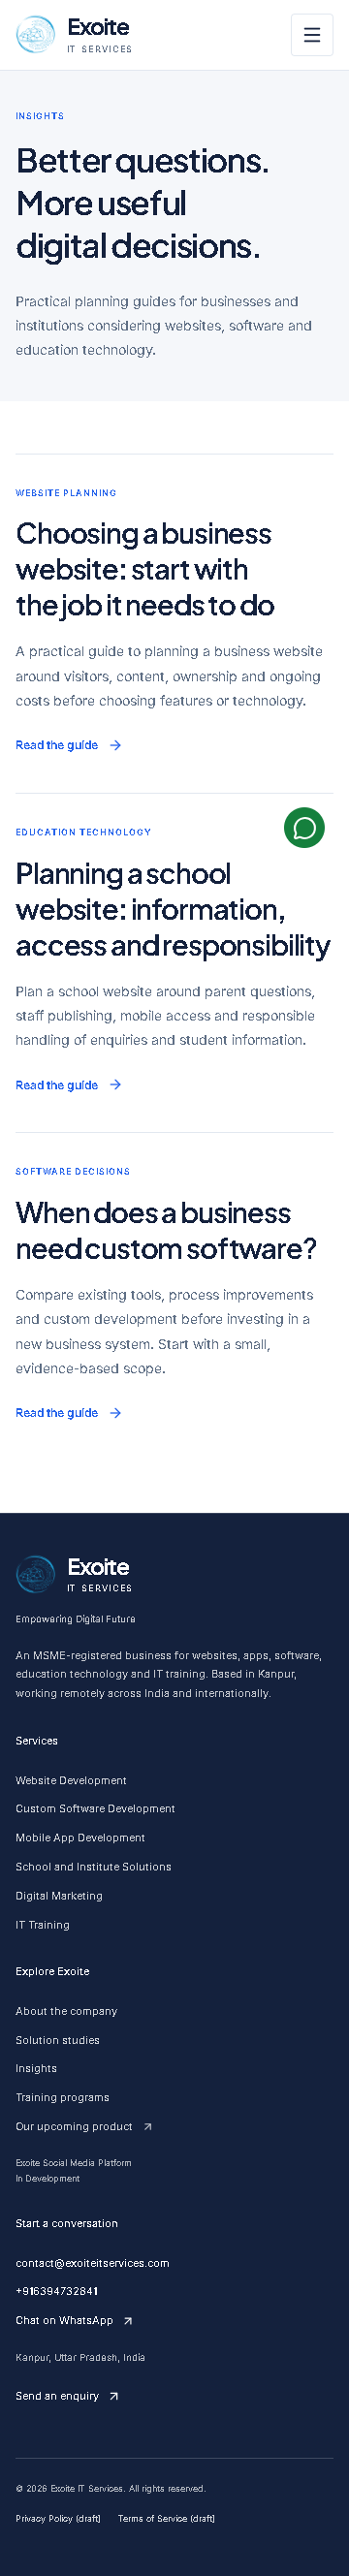 Exoite
IT SERVICES
INSIGHTS
Better questions.
More useful
digital decisions.
Practical planning guides for businesses and
institutions considering websites, software and
education technology.
WEBSITE PLANNING
Choosing a business
website: start with
the job it needs to do
A practical guide to planning a business website
around visitors, content, ownership and ongoing
costs before choosing features or technology.
Read the guide
EDUCATION TECHNOLOGY
Planning a school
website: information,
access and responsibility
Plan a school website around parent questions,
staff publishing, mobile access and responsible
handling of enquiries and student information.
Read the guide
SOFTWARE DECISIONS
When does a business
need custom software?
Compare existing tools, process improvements
and custom development before investing in a
new business system. Start with a small,
evidence-based scope.
Read the guide
Exoite
IT SERVICES
Empowering Digital Future
An MSME-registered business for websites, apps, software,
education technology and IT training. Based in Kanpur,
working remotely across India and internationally.
Services
Website Development
Custom Software Development
Mobile App Development
School and Institute Solutions
Digital Marketing
IT Training
Explore Exoite
About the company
Solution studies
Insights
Training programs
Our upcoming product
Exoite Social Media Platform
In Development
Start a conversation
contact@exoiteitservices.com
+916394732841
Chat on WhatsApp
Kanpur, Uttar Pradesh, India
Send an enquiry
© 2026 Exoite IT Services. All rights reserved.
Privacy Policy (draft) Terms of Service (draft)